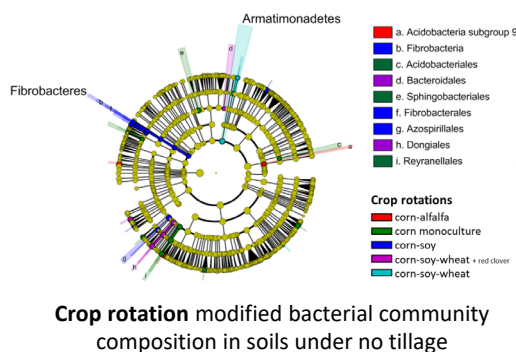 Armatimonadetes
Fibrobacteres
b
f
e
d
c
a
g
h
i
a. Acidobacteria subgroup 9
b. Fibrobacteria
c. Acidobacteriales
d. Bacteroidales
e. Sphingobacteriales
f. Fibrobacterales
g. Azospirillales
h. Dongiales
i. Reyranellales
Crop rotations
corn-alfalfa
corn monoculture
corn-soy
corn-soy-wheat + red clover
corn-soy-wheat
Crop rotation modified bacterial community
composition in soils under no tillage